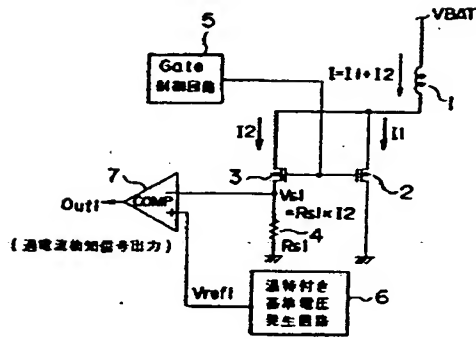 VBAT
5
Gate
制御回路
I=I1+I2
1
I2
I1
7
3
2
COMP
Vs1
=Rs1×I2
Out1
4
Rs1
(過電流検知信号出力)
Vref1
温特付き
基準電圧
発生回路
6